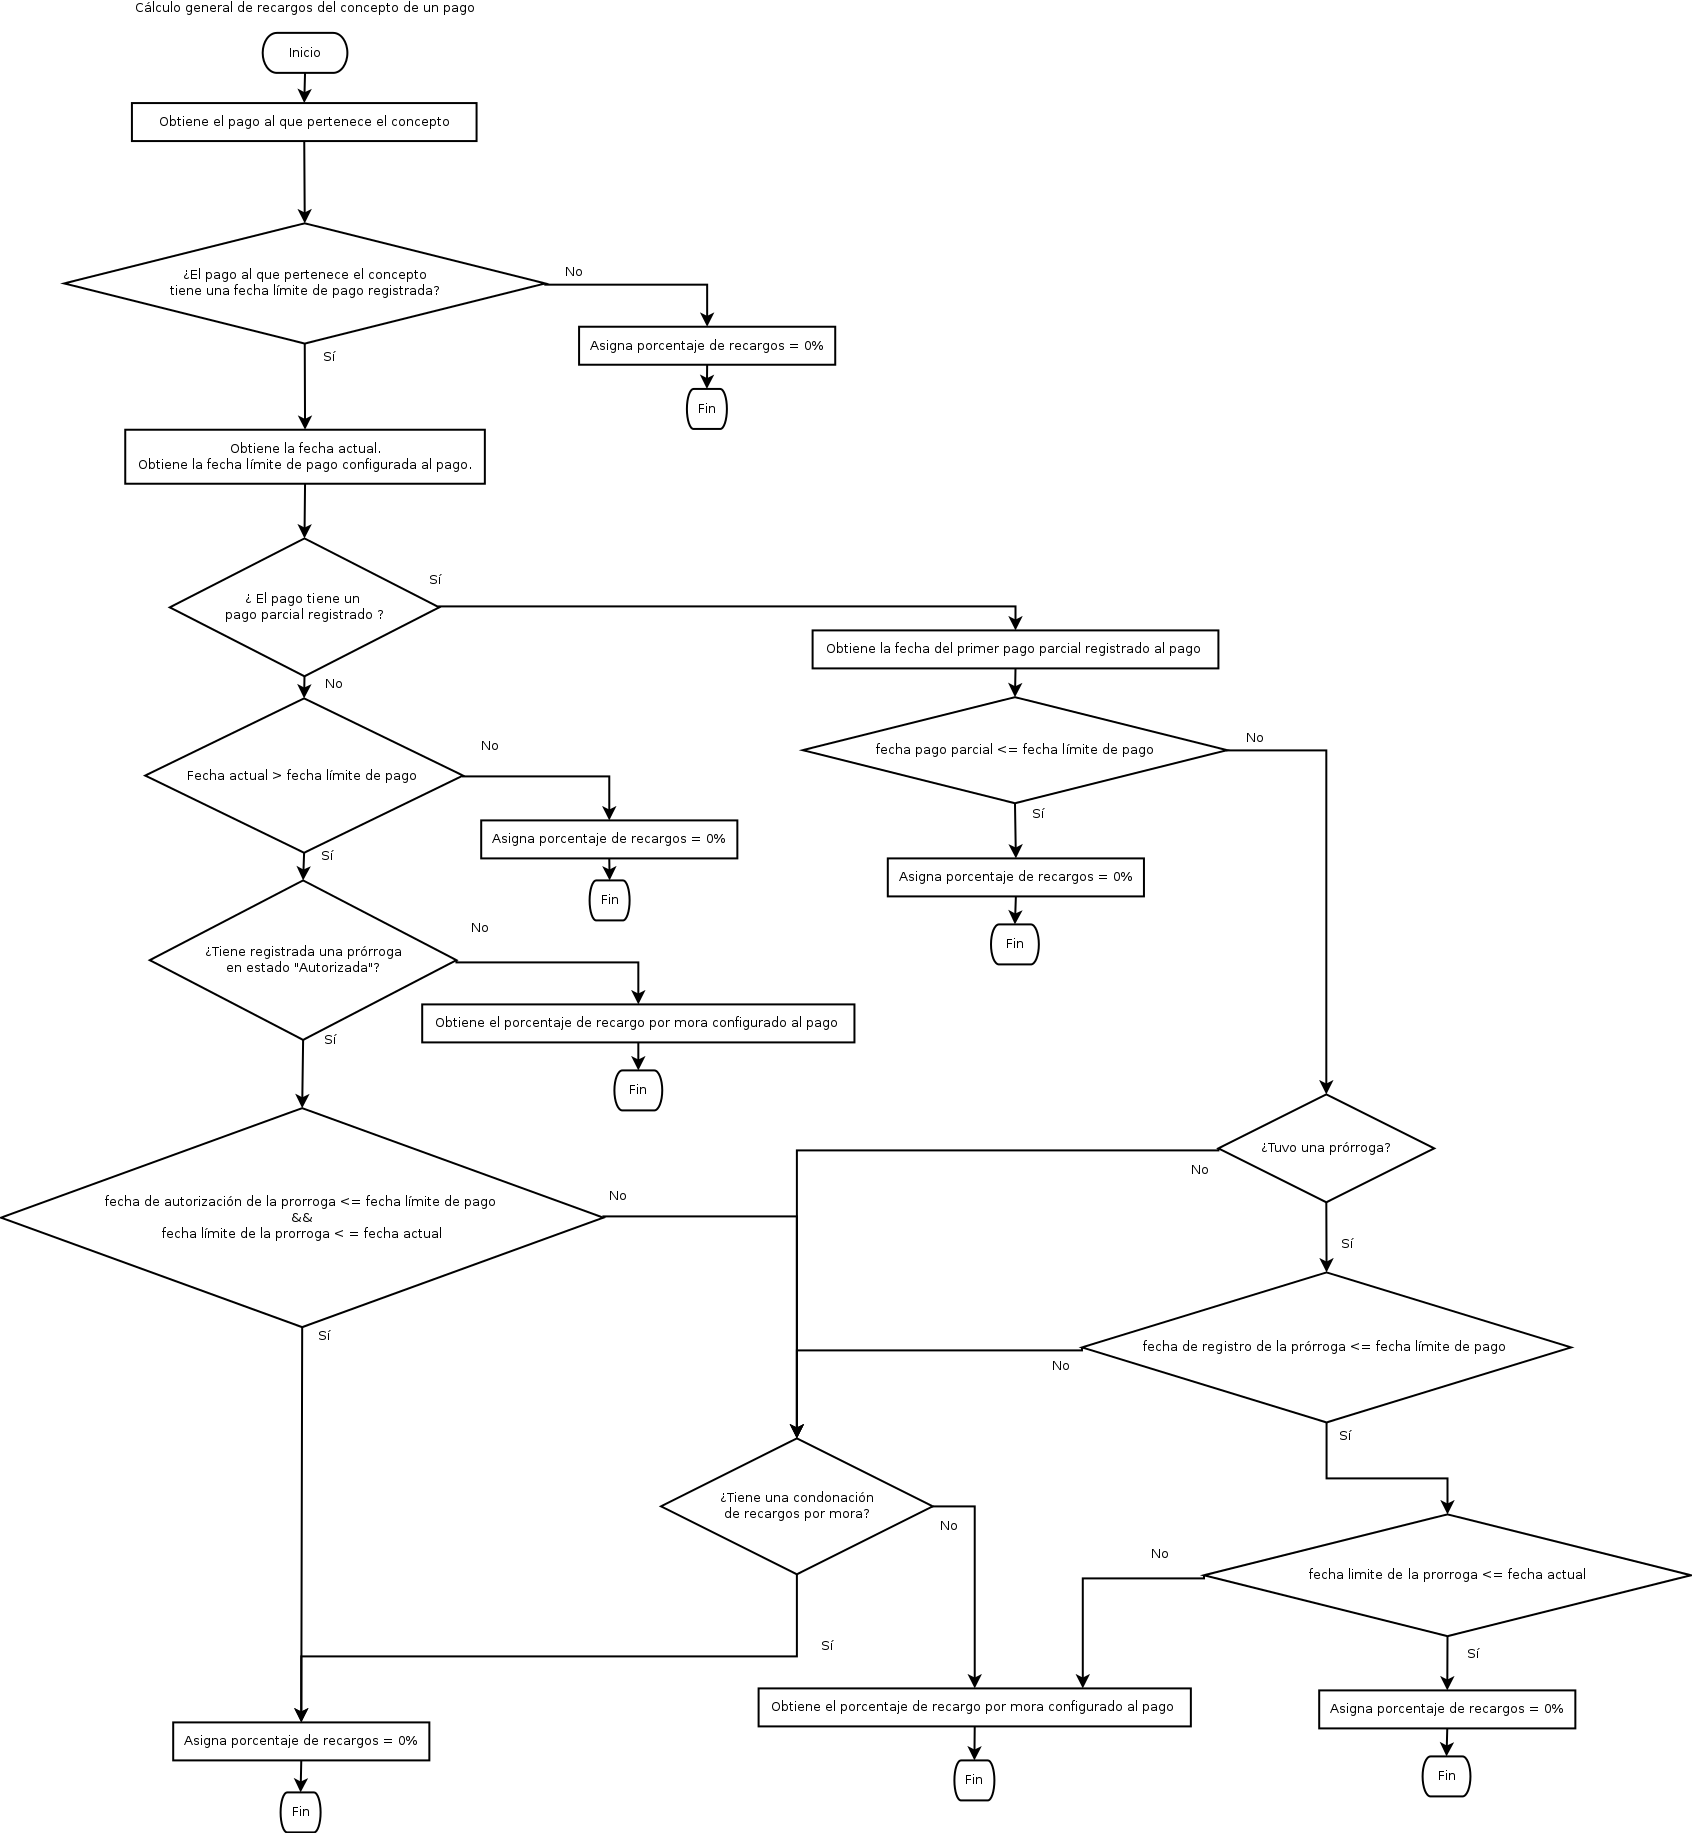 Cálculo general de recargos del concepto de un pago
Inicio
Obtiene el pago al que pertenece el concepto
¿El pago al que pertenece el concepto
tiene una fecha límite de pago registrada?
No
Sí
Asigna porcentaje de recargos = 0%
Fin
Obtiene la fecha actual.
Obtiene la fecha límite de pago configurada al pago.
¿ El pago tiene un
pago parcial registrado ?
Sí
No
Obtiene la fecha del primer pago parcial registrado al pago
fecha pago parcial <= fecha límite de pago
No
Sí
Asigna porcentaje de recargos = 0%
Fin
Fecha actual > fecha límite de pago
No
Sí
Asigna porcentaje de recargos = 0%
Fin
¿Tiene registrada una prórroga
en estado "Autorizada"?
No
Sí
Obtiene el porcentaje de recargo por mora configurado al pago
Fin
fecha de autorización de la prorroga <= fecha límite de pago
&&
fecha límite de la prorroga < = fecha actual
No
Sí
¿Tuvo una prórroga?
No
Sí
fecha de registro de la prórroga <= fecha límite de pago
No
Sí
¿Tiene una condonación
de recargos por mora?
No
Sí
fecha limite de la prorroga <= fecha actual
No
Sí
Obtiene el porcentaje de recargo por mora configurado al pago
Fin
Asigna porcentaje de recargos = 0%
Fin
Asigna porcentaje de recargos = 0%
Fin